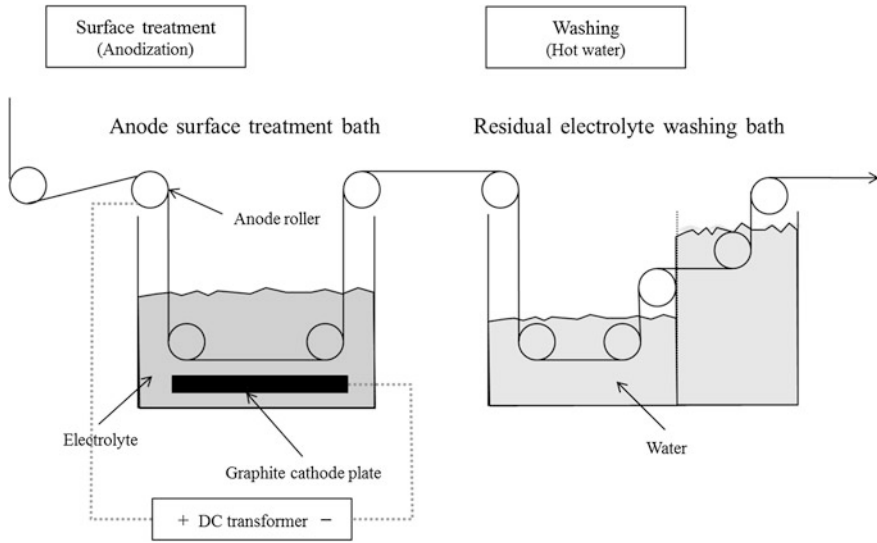 Surface treatment
(Anodization)
Washing
(Hot water)
Anode surface treatment bath
Residual electrolyte washing bath
Anode roller
Electrolyte
Water
Graphite cathode plate
+ DC transformer −